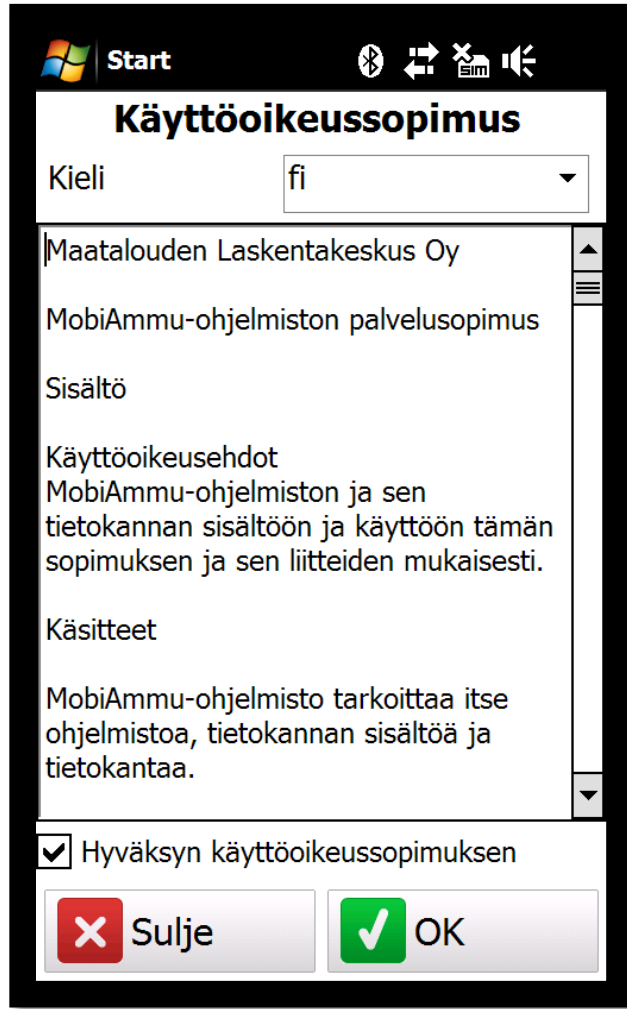 Start
sim
Käyttöoikeussopimus
Kieli fi
Maatalouden Laskentakeskus Oy
MobiAmmu-ohjelmiston palvelusopimus
Sisältö
Käyttöoikeusehdot
MobiAmmu-ohjelmiston ja sen
tietokannan sisältöön ja käyttöön tämän
sopimuksen ja sen liitteiden mukaisesti.
Käsitteet
MobiAmmu-ohjelmisto tarkoittaa itse
ohjelmistoa, tietokannan sisältöä ja
tietokantaa.
Hyväksyn käyttöoikeussopimuksen
Sulje OK